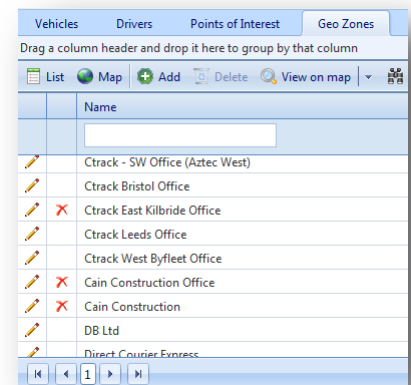 Vehicles Drivers Points of Interest Geo Zones
Drag a column header and drop it here to group by that column
List Map Add Delete View on map
Name
Ctrack - SW Office (Aztec West)
Ctrack Bristol Office
Ctrack East Kilbride Office
Ctrack Leeds Office
Ctrack West Byfleet Office
Cain Construction Office
Cain Construction
DB Ltd
Direct Courier Express
1